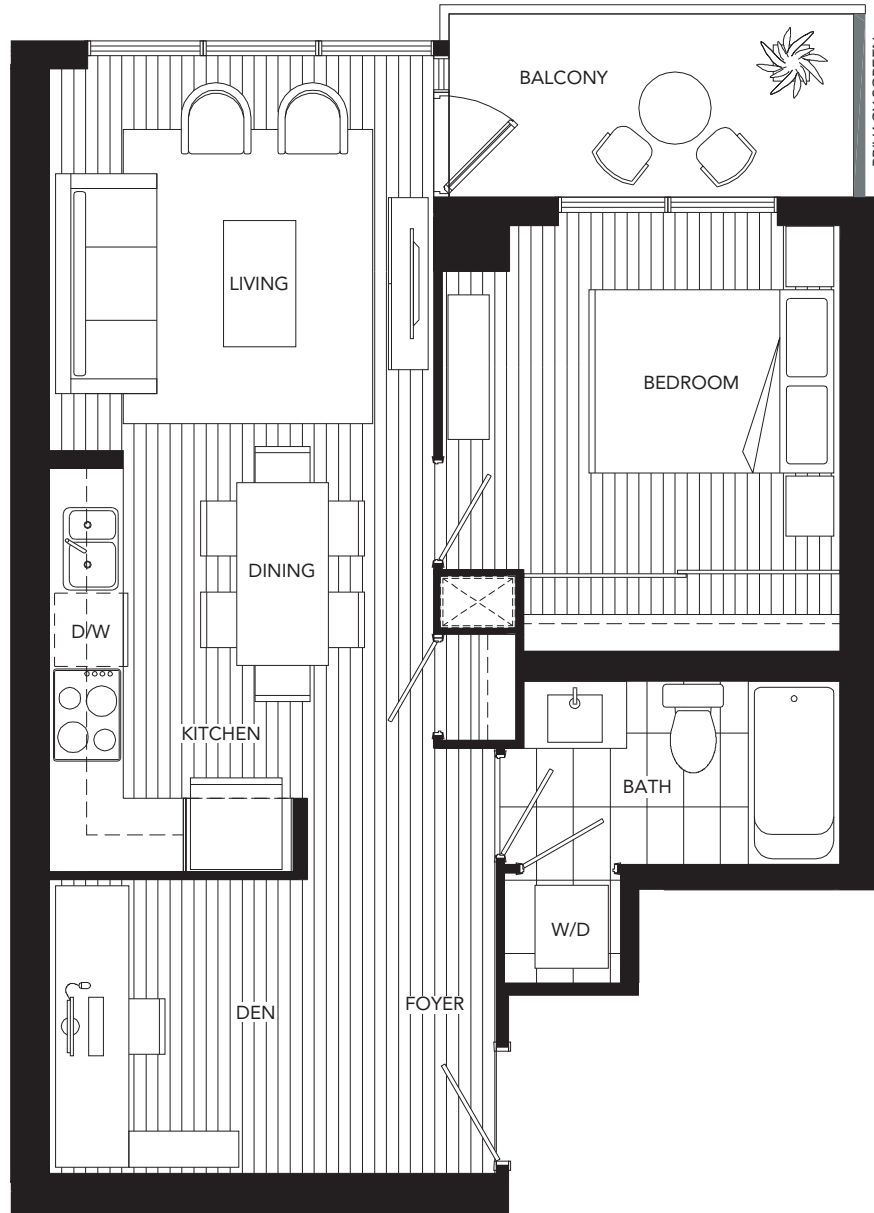 BALCONY
LIVING
BEDROOM
DINING
D/W
KITCHEN
BATH
W/D
DEN
FOYER